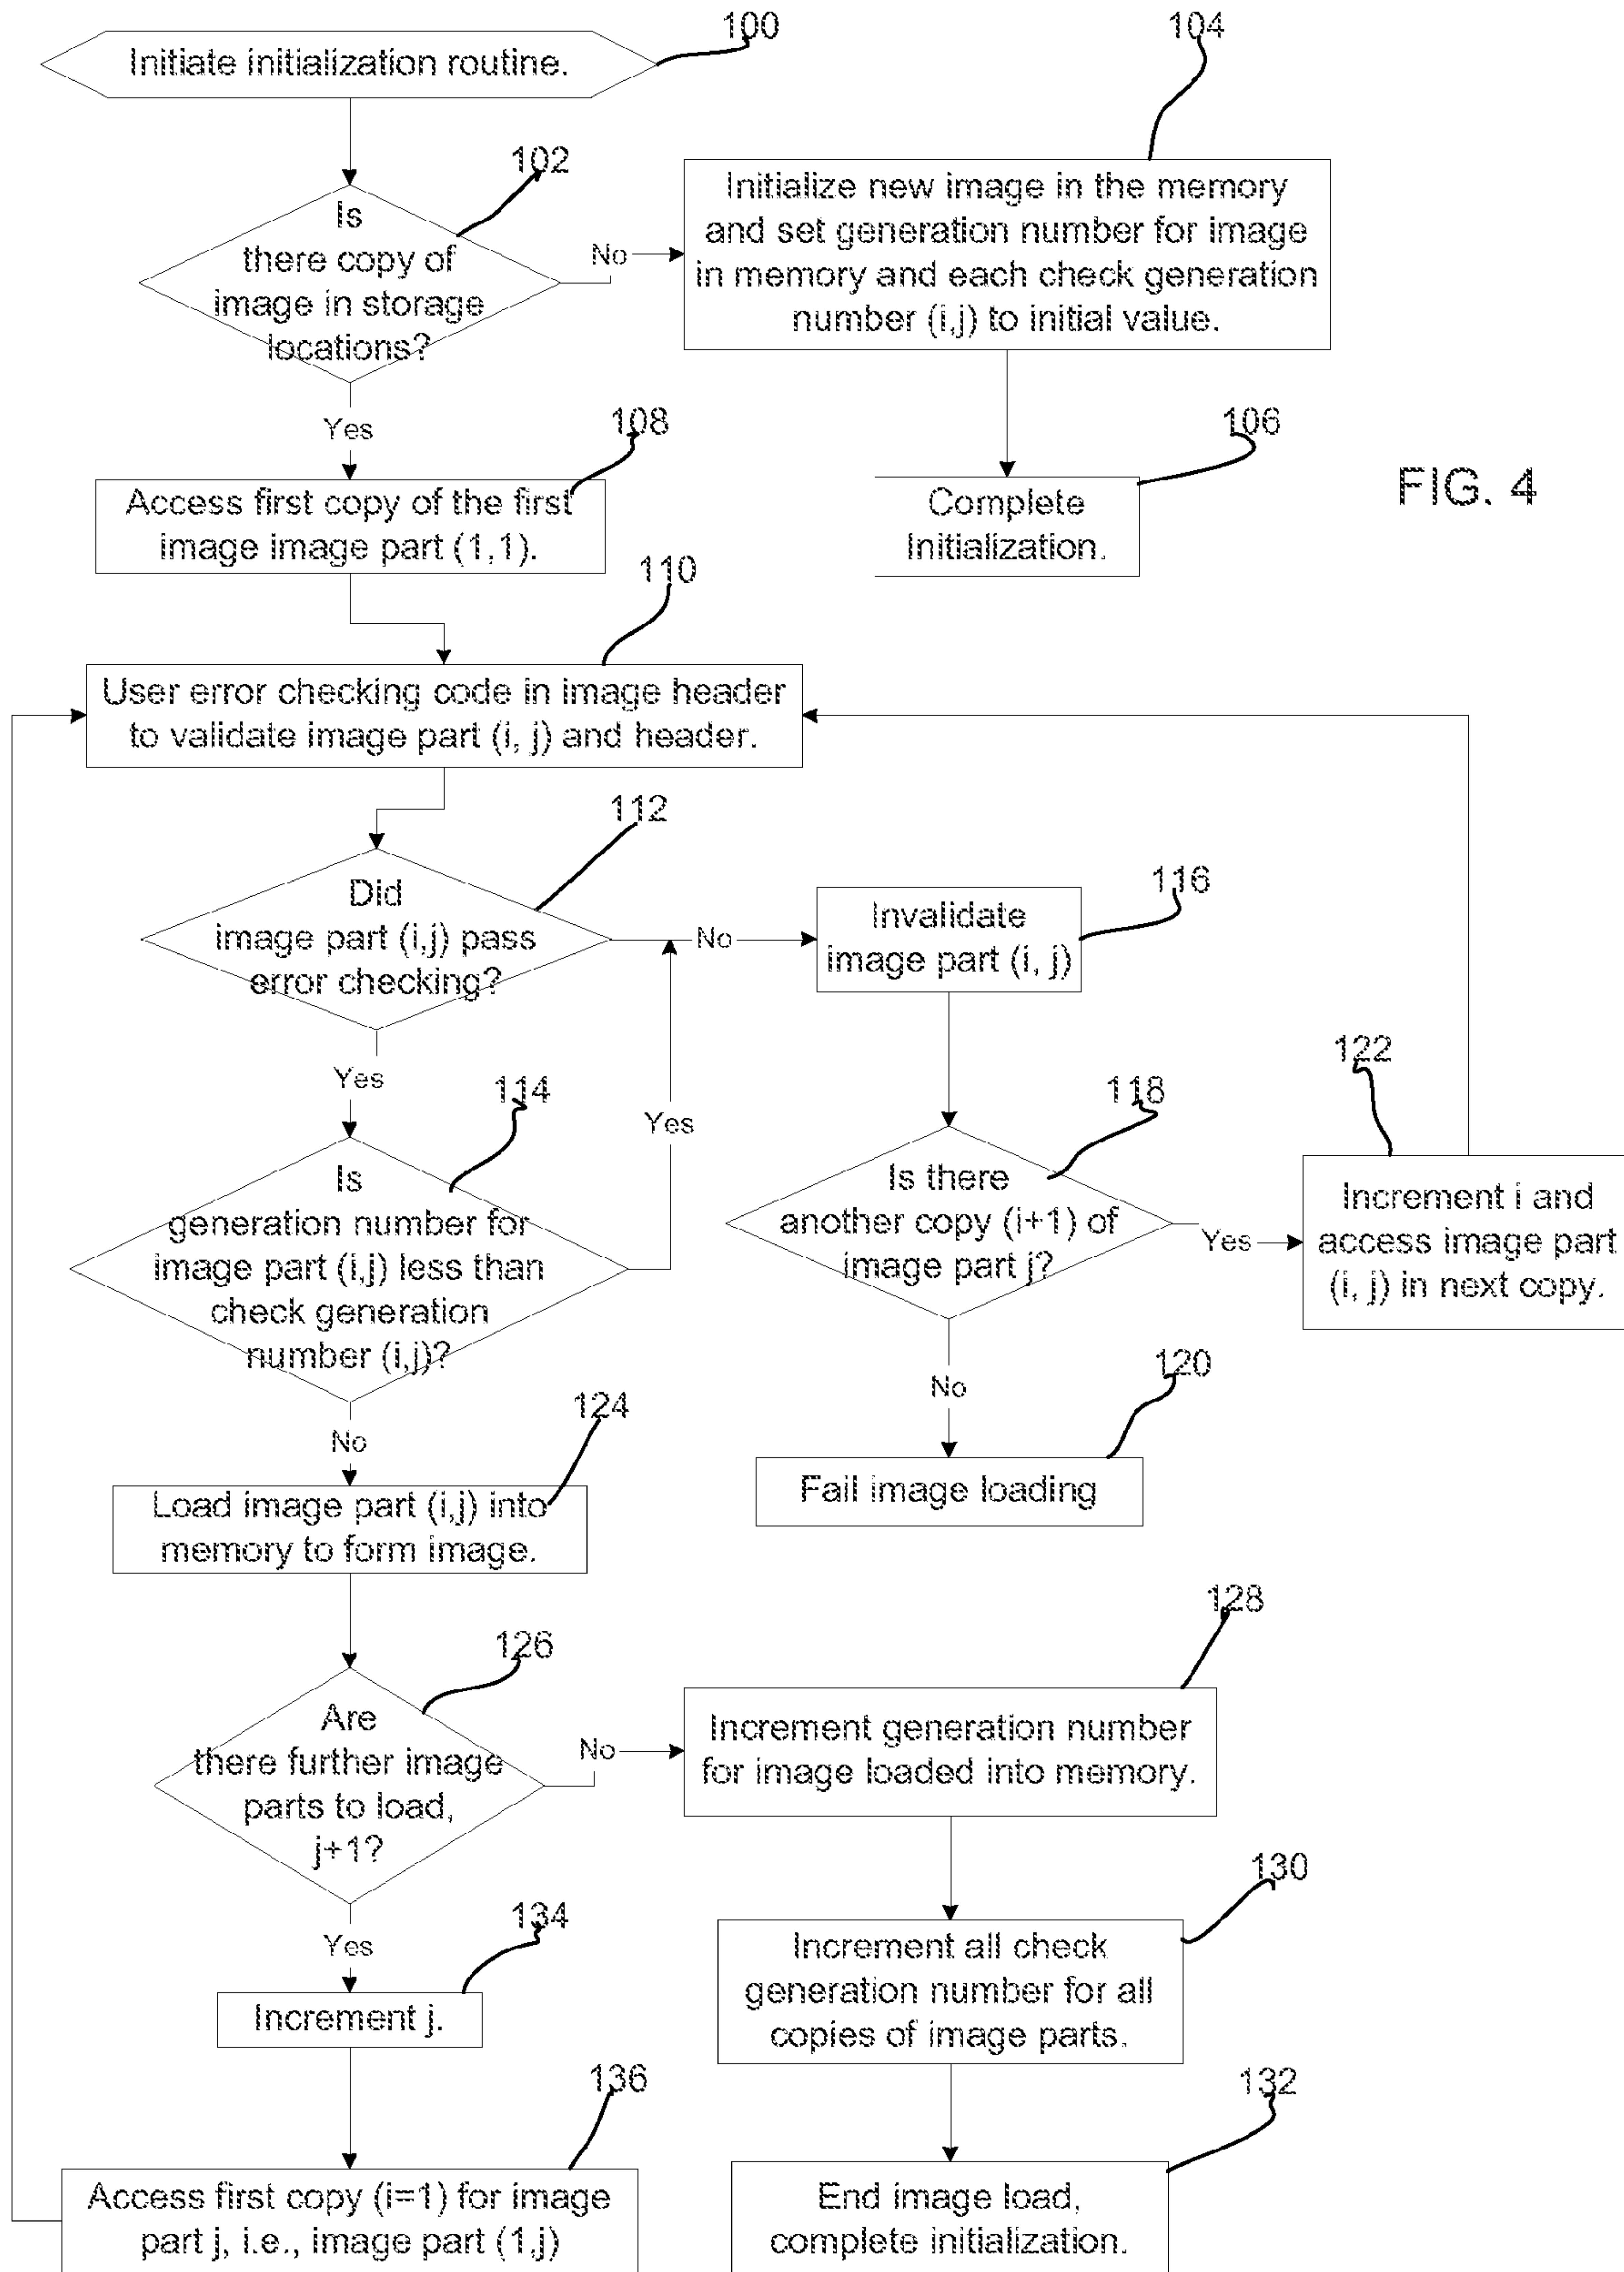 100
Initiate initialization routine.
104
102
Is
there copy of
image in storage
locations?
No
Initialize new image in the memory
and set generation number for image
in memory and each check generation
number (i,j) to initial value.
Yes
108
106
Access first copy of the first
image image part (1,1).
Complete
Initialization.
FIG. 4
110
User error checking code in image header
to validate image part (i, j) and header.
112
Did
image part (i,j) pass
error checking?
No
116
Invalidate
image part (i, j)
Yes
114
Yes
118
122
Is
generation number for
image part (i,j) less than
check generation
number (i,j)?
Is there
another copy (i+1) of
image part j?
Yes
Increment i and
access image part
(i, j) in next copy.
No
120
Fail image loading
No
124
Load image part (i,j) into
memory to form image.
126
128
Are
there further image
parts to load,
j+1?
No
Increment generation number
for image loaded into memory.
130
Increment all check
generation number for all
copies of image parts.
Yes
134
Increment j.
136
132
Access first copy (i=1) for image
part j, i.e., image part (1,j)
End image load,
complete initialization.